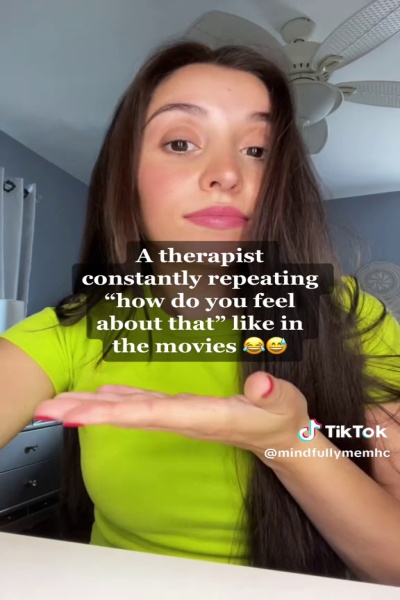 A therapist
constantly repeating
“how do you feel
about that” like in
the movies 😂😅
TikTok
@mindfullymemhc